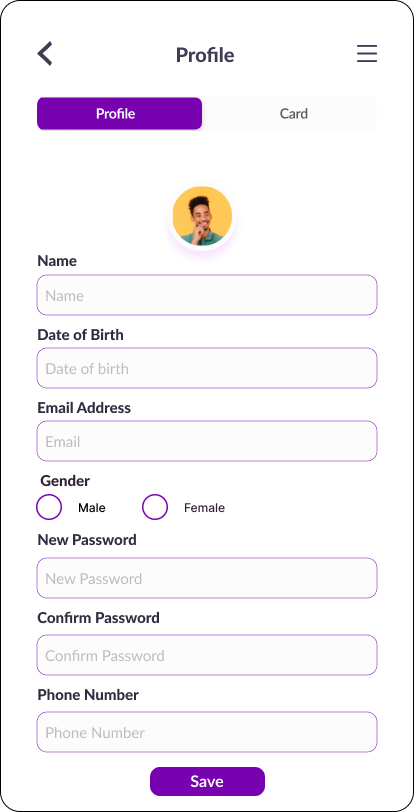 Profile
Profile Card
Name
Name
Date of Birth
Date of birth
Email Address
Email
Gender
Male Female
New Password
New Password
Confirm Password
Confirm Password
Phone Number
Phone Number
Save